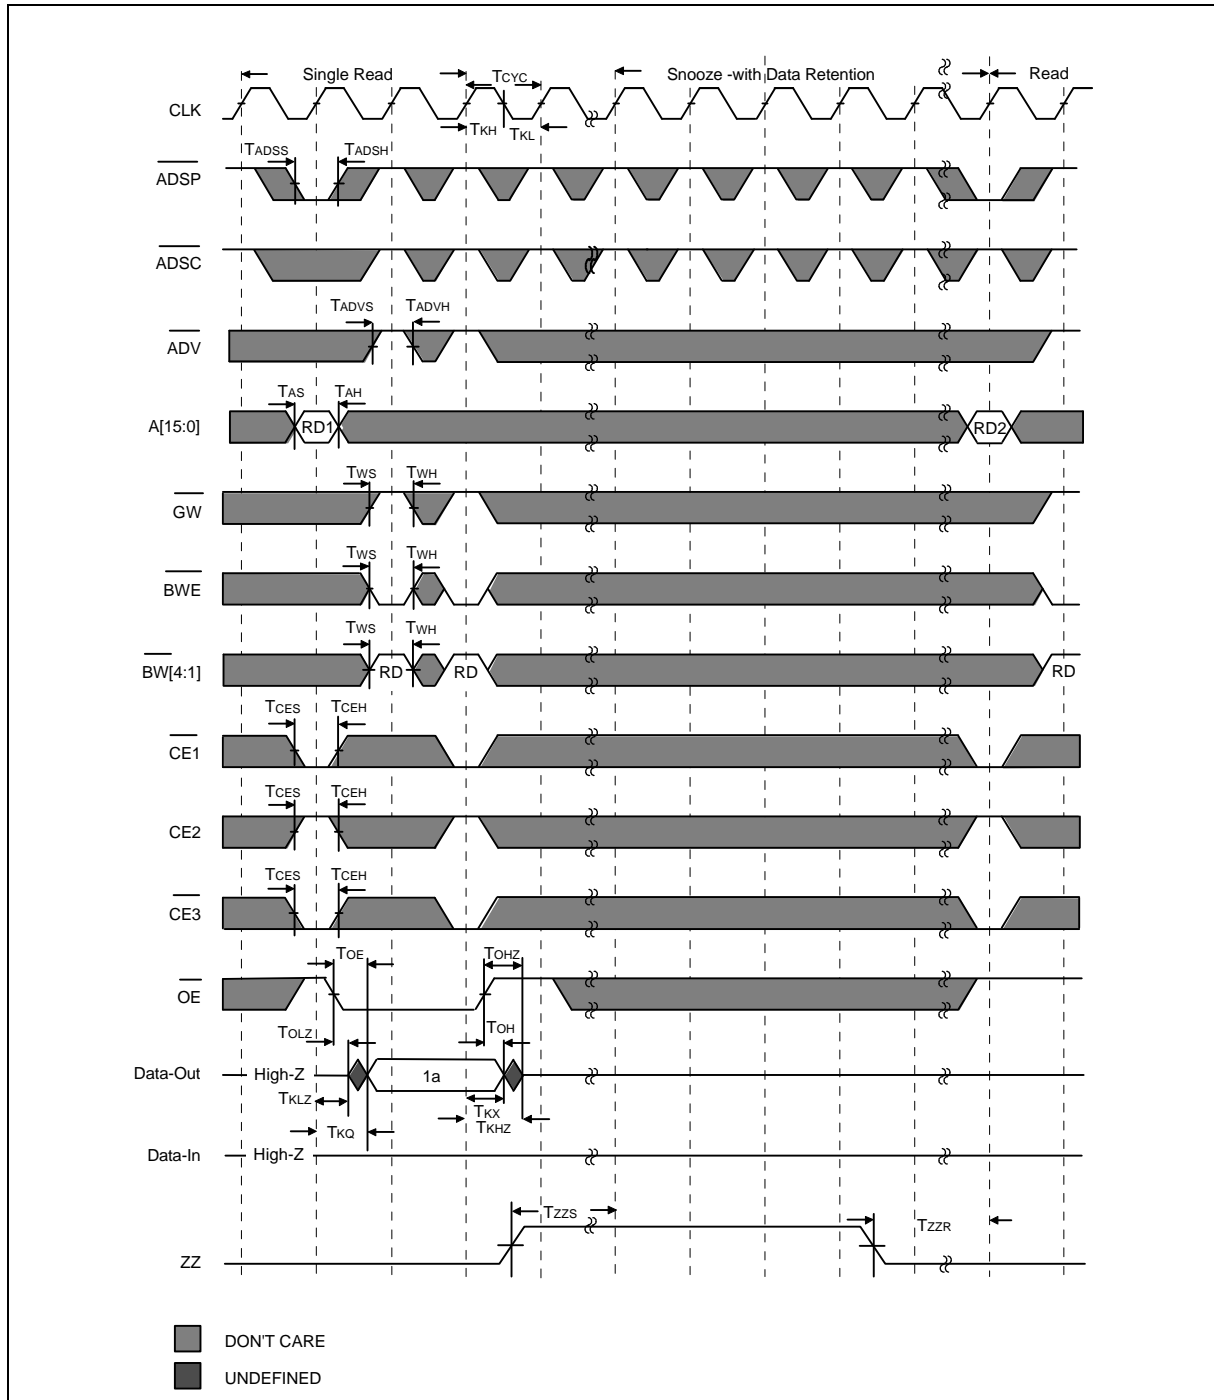 Single Read TCYC Snooze -with Data Retention Read
CLK
TKH TKL
TADSS TADSH
ADSP
ADSC
TADVS TADVH
ADV
TAS TAH
A[15:0] RD1 RD2
TWS TWH
GW
TWS TWH
BWE
TWS TWH
BW[4:1] RD RD RD
TCES TCEH
CE1
TCES TCEH
CE2
TCES TCEH
CE3
TOE TOHZ
OE
TOLZ TOH
Data-Out High-Z 1a
TKLZ TKX
TKQ TKHZ
Data-In High-Z
TZZS TZZR
ZZ
DON'T CARE
UNDEFINED